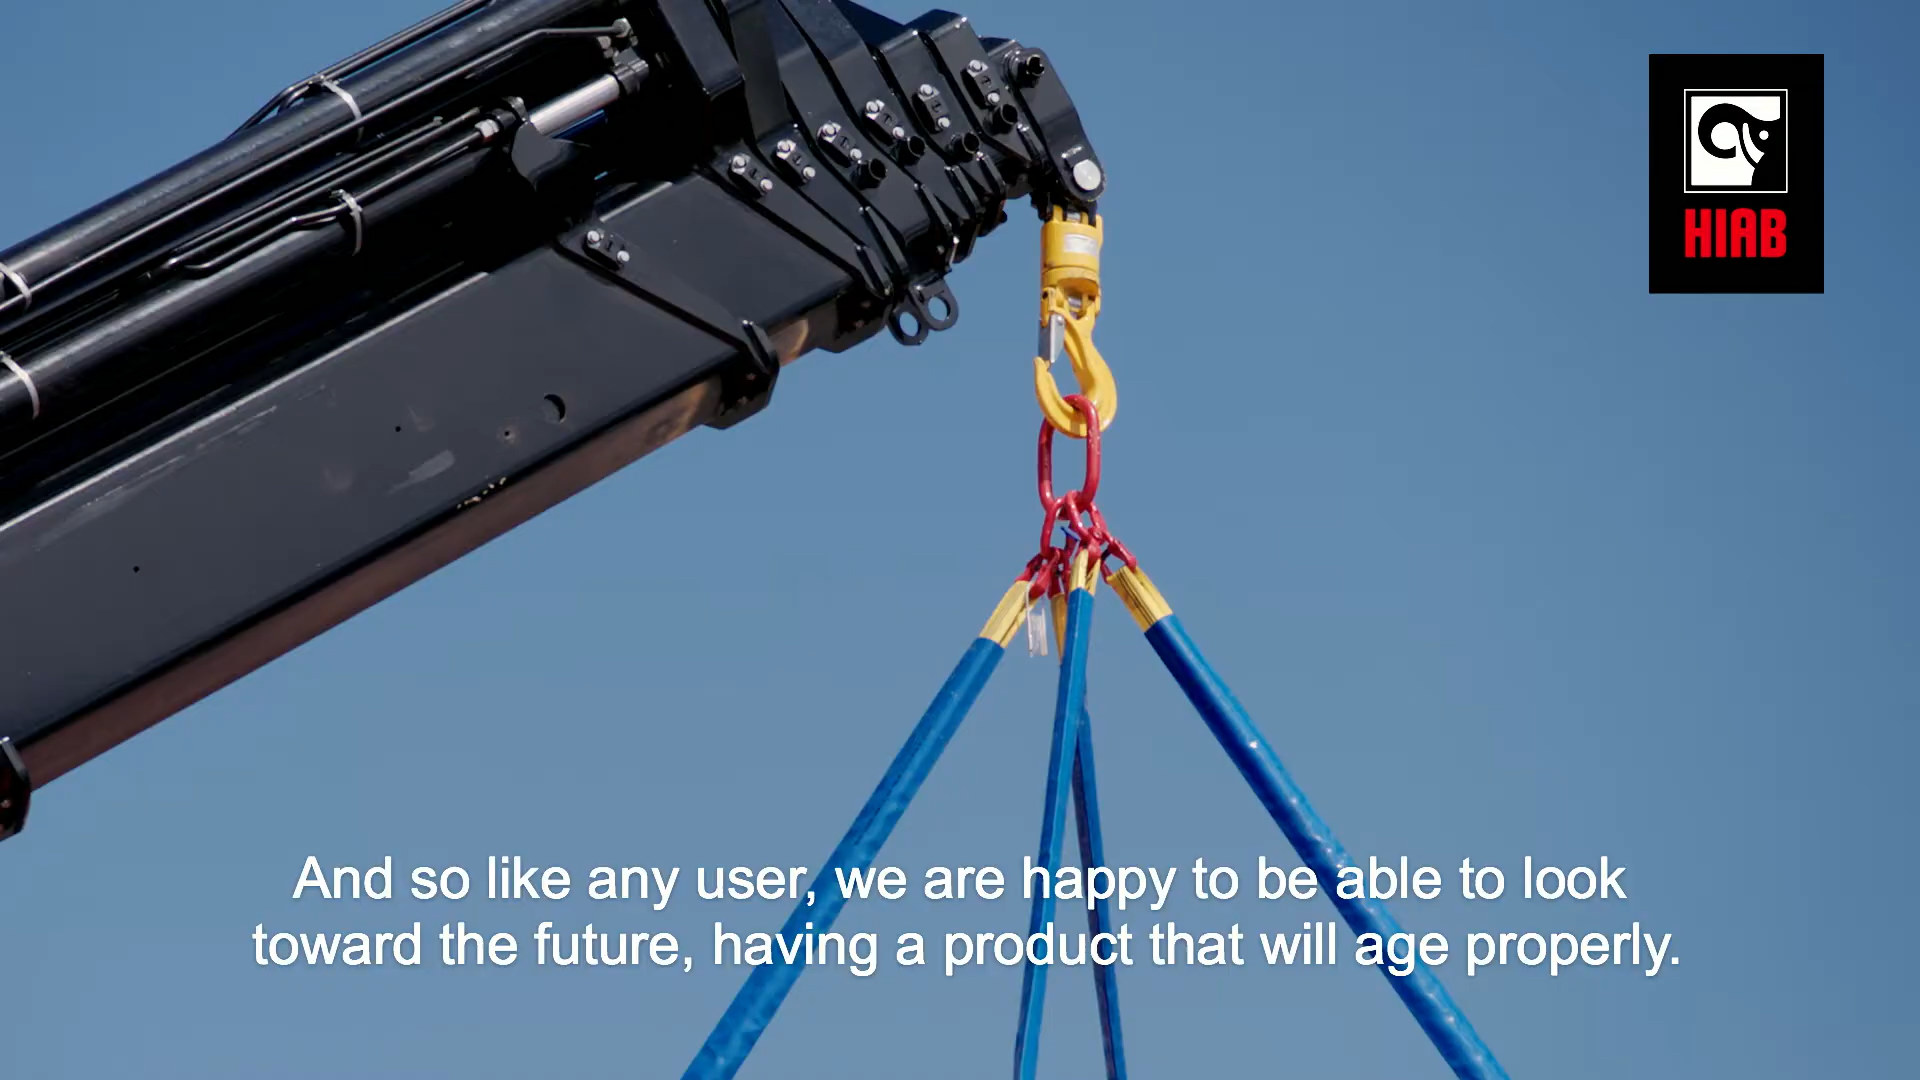 HIAB
And so like any user, we are happy to be able to look
toward the future, having a product that will age properly.